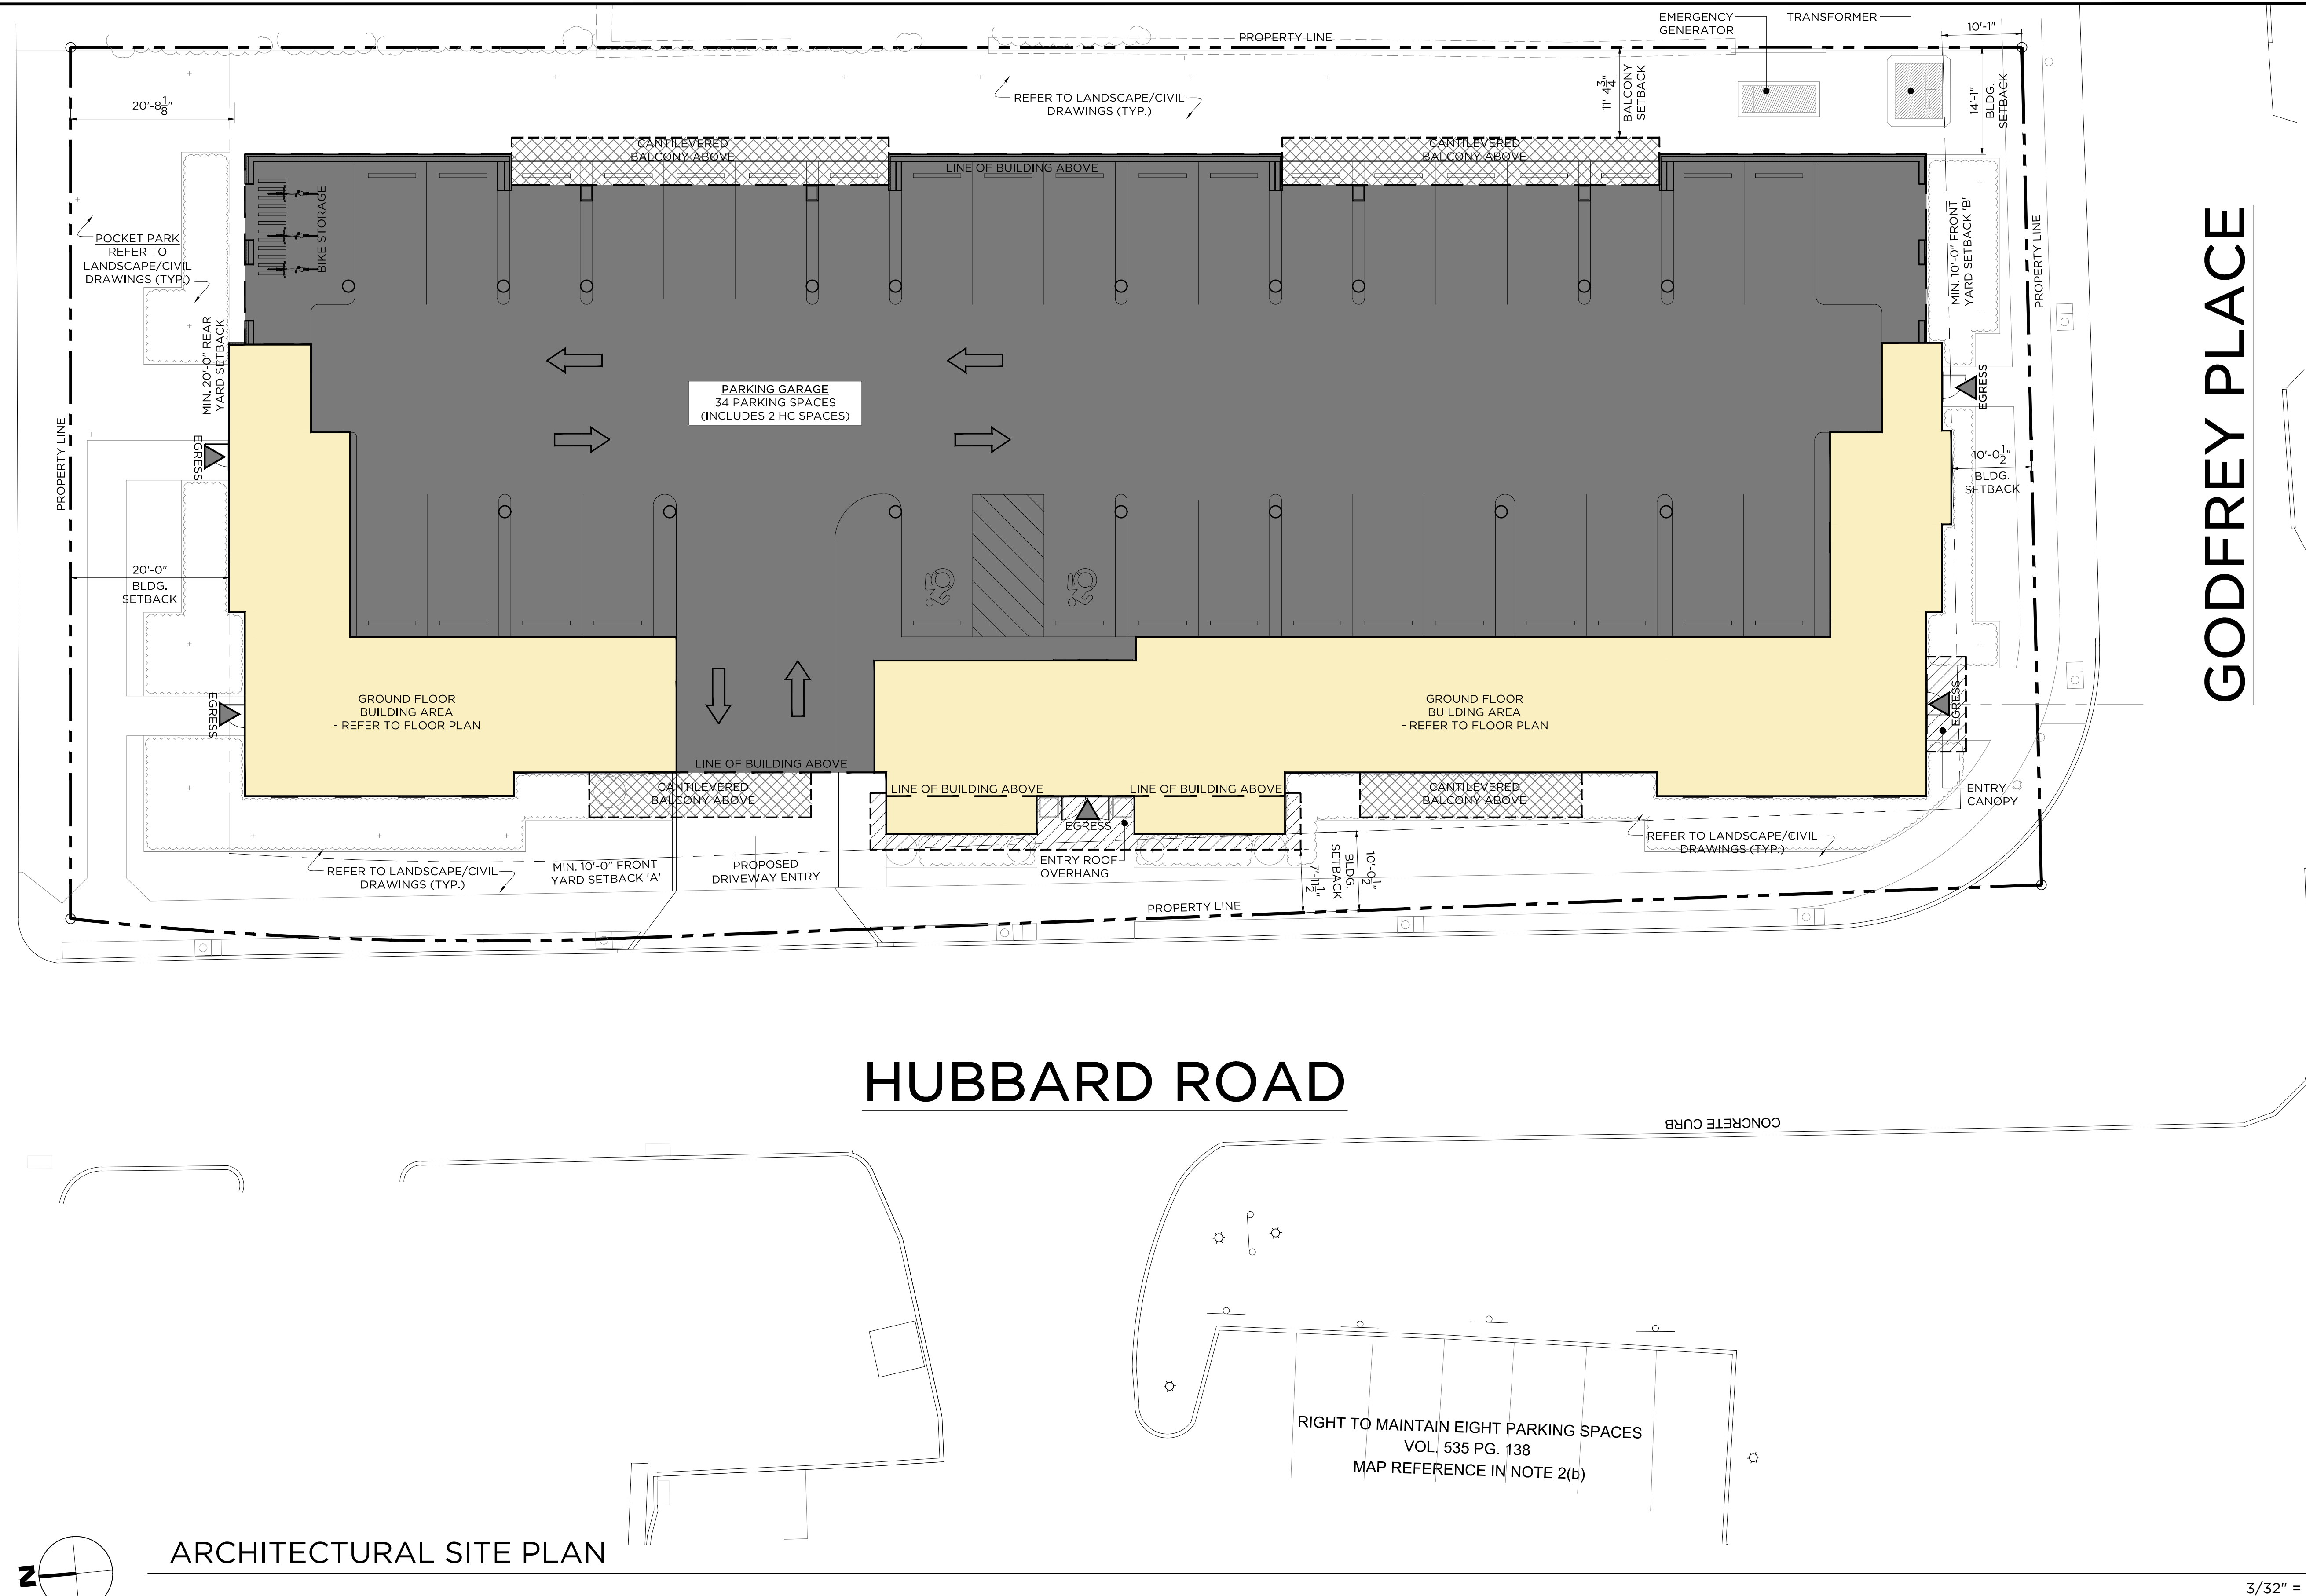 EMERGENCY
GENERATOR
TRANSFORMER
10'-1"
PROPERTY LINE
20'-8 1/8"
REFER TO LANDSCAPE/CIVIL
DRAWINGS (TYP.)
11'-4 3/4"
BALCONY
SETBACK
14'-1"
BLDG.
SETBACK
CANTILEVERED
BALCONY ABOVE
LINE OF BUILDING ABOVE
CANTILEVERED
BALCONY ABOVE
BIKE STORAGE
POCKET PARK
REFER TO
LANDSCAPE/CIVIL
DRAWINGS (TYP.)
MIN. 20'-0" REAR
YARD SETBACK
MIN. 10'-0" FRONT
YARD SETBACK 'B'
PROPERTY LINE
GODFREY PLACE
PARKING GARAGE
34 PARKING SPACES
(INCLUDES 2 HC SPACES)
EGRESS
PROPERTY LINE
EGRESS
10'-0 1/2"
BLDG.
SETBACK
20'-0"
BLDG.
SETBACK
EGRESS
GROUND FLOOR
BUILDING AREA
- REFER TO FLOOR PLAN
GROUND FLOOR
BUILDING AREA
- REFER TO FLOOR PLAN
EGRESS
LINE OF BUILDING ABOVE
CANTILEVERED
BALCONY ABOVE
LINE OF BUILDING ABOVE
LINE OF BUILDING ABOVE
CANTILEVERED
BALCONY ABOVE
ENTRY
CANOPY
EGRESS
REFER TO LANDSCAPE/CIVIL
DRAWINGS (TYP.)
REFER TO LANDSCAPE/CIVIL
DRAWINGS (TYP.)
MIN. 10'-0" FRONT
YARD SETBACK 'A'
PROPOSED
DRIVEWAY ENTRY
ENTRY ROOF
OVERHANG
10'-0 1/2"
BLDG.
SETBACK
7'-11 1/2"
PROPERTY LINE
HUBBARD ROAD
CONCRETE CURB
RIGHT TO MAINTAIN EIGHT PARKING SPACES
VOL. 535 PG. 138
MAP REFERENCE IN NOTE 2(b)
N
ARCHITECTURAL SITE PLAN
3/32" =